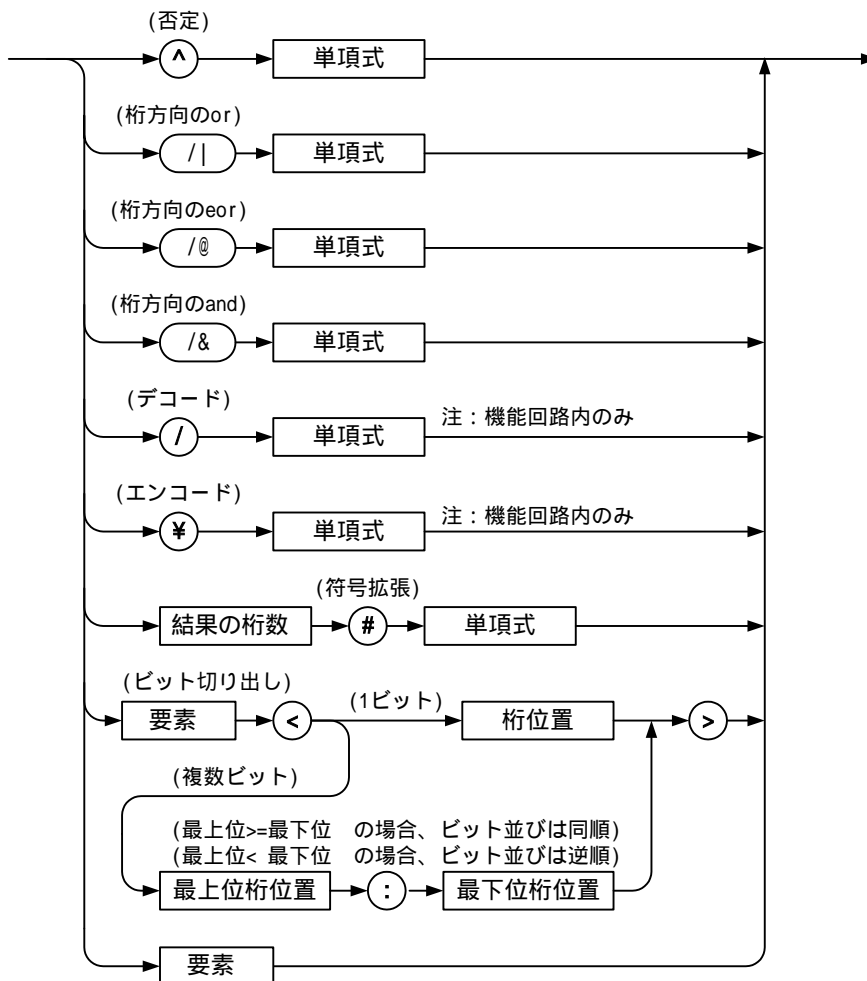 (否定)
^ 単項式
(桁方向のor)
/| 単項式
(桁方向のeor)
/@ 単項式
(桁方向のand)
/& 単項式
(デコード)
/ 単項式 注：機能回路内のみ
(エンコード)
¥ 単項式 注：機能回路内のみ
(符号拡張)
結果の桁数 # 単項式
(ビット切り出し)
要素 < (1ビット) 桁位置 >
(複数ビット)
(最上位>=最下位　の場合、ビット並びは同順)
(最上位< 最下位　の場合、ビット並びは逆順)
最上位桁位置 : 最下位桁位置
要素